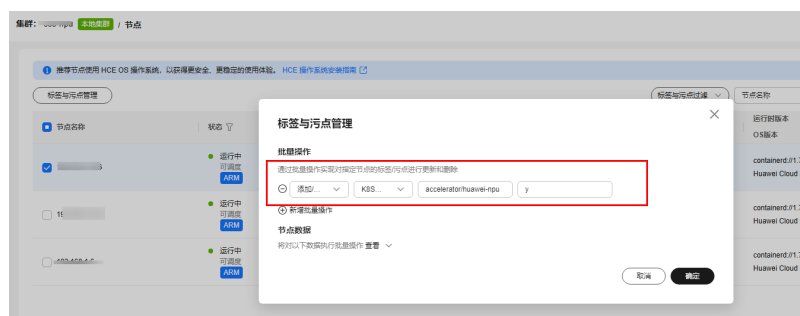 集群： 本地集群 / 节点
推荐节点使用 HCE OS 操作系统，以获得更安全、更稳定的使用体验。 HCE 操作系统安装指南
标签与污点管理
标签与污点过滤
节点名称
节点名称
状态
运行时版本
OS版本
运行中
可调度
ARM
containerd://1.
Huawei Cloud
运行中
可调度
ARM
containerd://1.
Huawei Cloud
运行中
可调度
ARM
containerd://1.
Huawei Cloud
标签与污点管理
批量操作
通过批量操作实现对指定节点的标签/污点进行更新和删除
添加/... K8S... accelerator/huawei-npu y
新增批量操作
节点数据
将对以下数据执行批量操作 查看
取消 确定